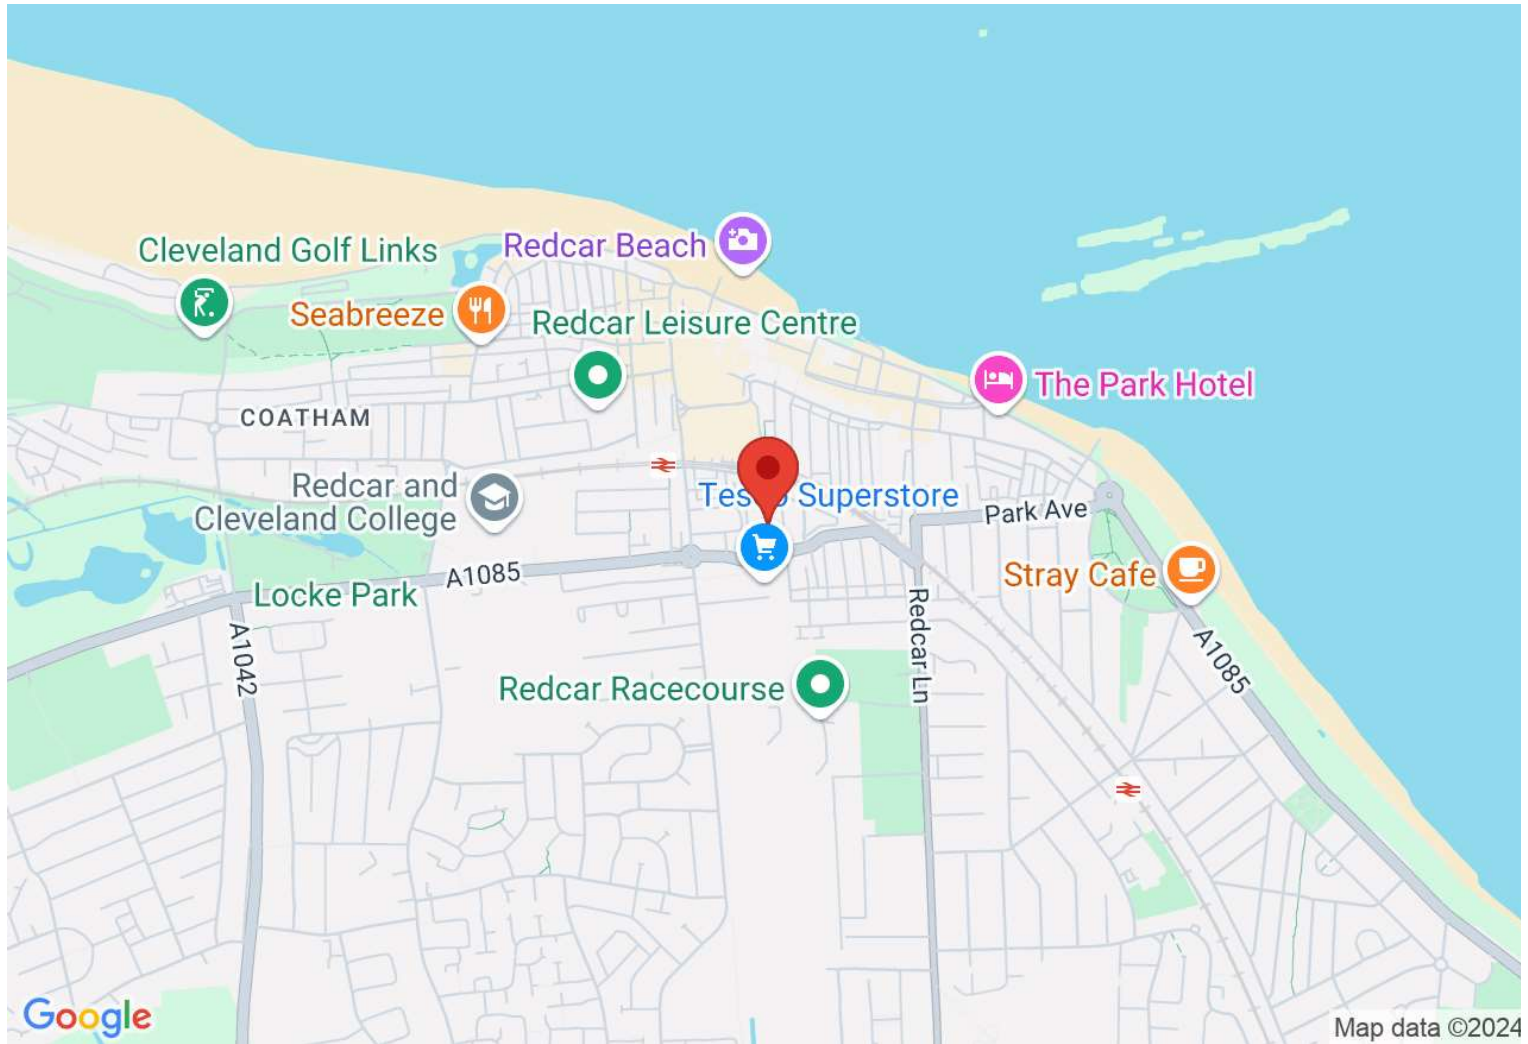 Cleveland Golf Links
Redcar Beach
Seabreeze
Redcar Leisure Centre
The Park Hotel
COATHAM
Redcar and
Cleveland College
Tesco Superstore
Park Ave
A1085
Stray Cafe
Locke Park
A1042
Redcar Ln
A1085
Redcar Racecourse
Google
Map data ©2024